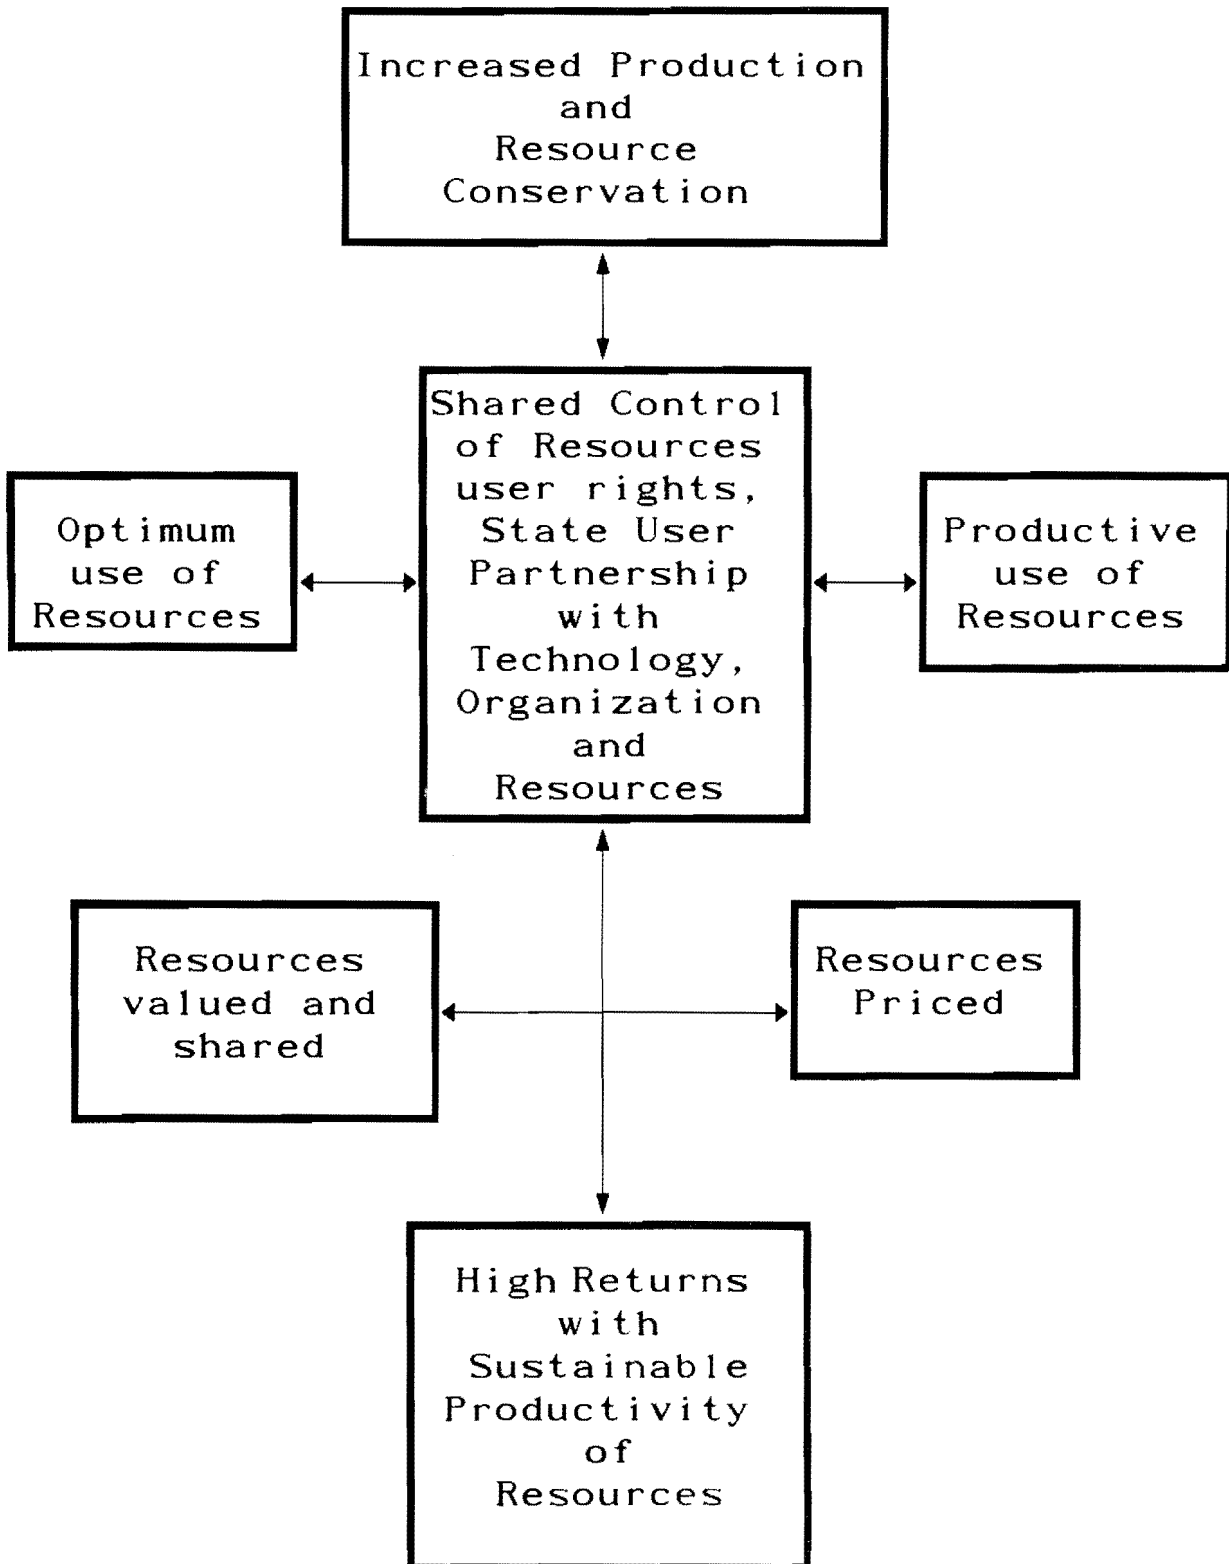 Increased Production
and
Resource
Conservation
Shared Control
of Resources
user rights,
State User
Partnership
with
Technology,
Organization
and
Resources
Optimum
use of
Resources
Productive
use of
Resources
Resources
valued and
shared
Resources
Priced
High Returns
with
Sustainable
Productivity
of
Resources